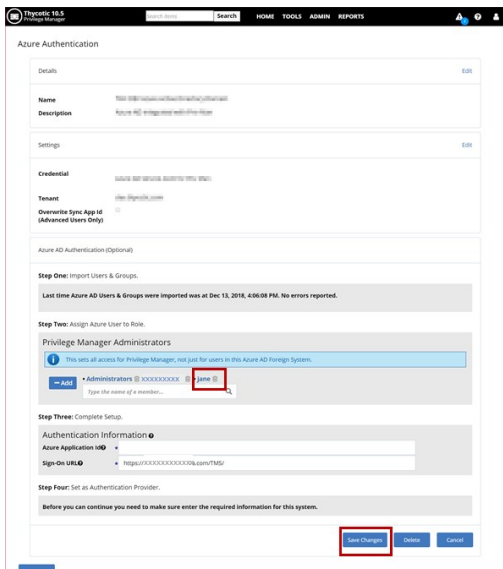 Thycotic 10.5
Privilege Manager
Search items
Search
HOME TOOLS ADMIN REPORTS
Azure Authentication
Details
Edit
Name
Description
Settings
Edit
Credential
Tenant
Overwrite Sync App Id
(Advanced Users Only)
Azure AD Authentication (Optional)
Step One: Import Users & Groups.
Last time Azure AD Users & Groups were imported was at Dec 13, 2018, 4:06:08 PM. No errors reported.
Step Two: Assign Azure User to Role.
Privilege Manager Administrators
This sets all access for Privilege Manager, not just for users in this Azure AD Foreign System.
Add
• Administrators XXXXXXXXX • jane
Type the name of a member...
Step Three: Complete Setup.
Authentication Information
Azure Application Id
Sign-On URL
https://XXXXXXXXXXX.com/TMS/
Step Four: Set as Authentication Provider.
Before you can continue you need to make sure enter the required information for this system.
Save Changes
Delete
Cancel